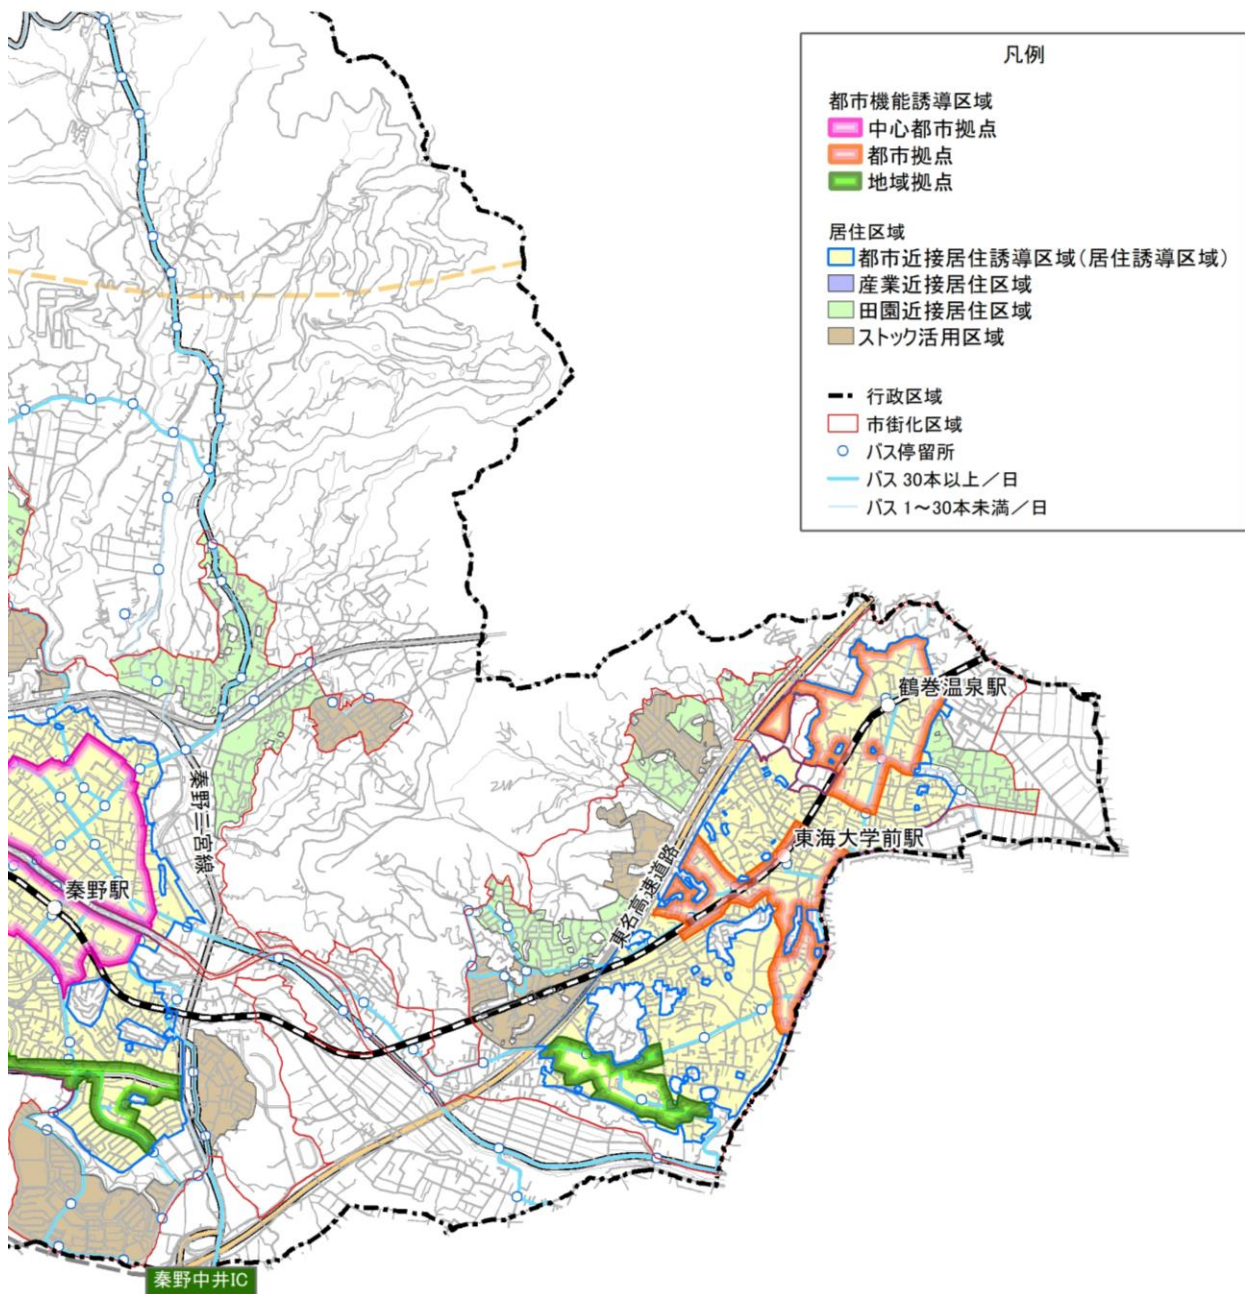 凡例
都市機能誘導区域
中心都市拠点
都市拠点
地域拠点
居住区域
都市近接居住誘導区域(居住誘導区域)
産業近接居住区域
田園近接居住区域
ストック活用区域
行政区域
市街化区域
バス停留所
バス 30本以上/日
バス 1~30本未満/日
鶴巻温泉駅
東海大学前駅
東名高速道路
秦野二宮線
秦野駅
秦野中井IC